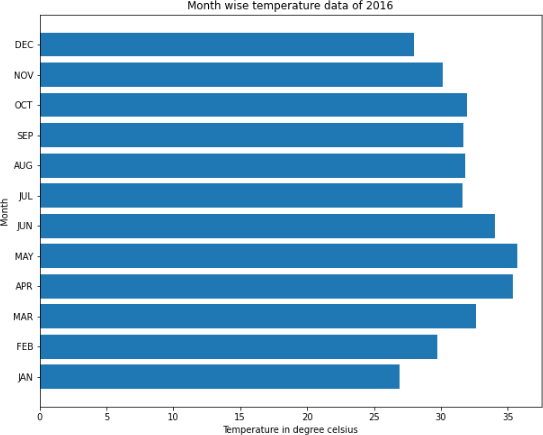 Month wise temperature data of 2016
DEC
NOV
OCT
SEP
AUG
JUL
JUN
MAY
APR
MAR
FEB
JAN
Month
0 5 10 15 20 25 30 35
Temperature in degree celsius